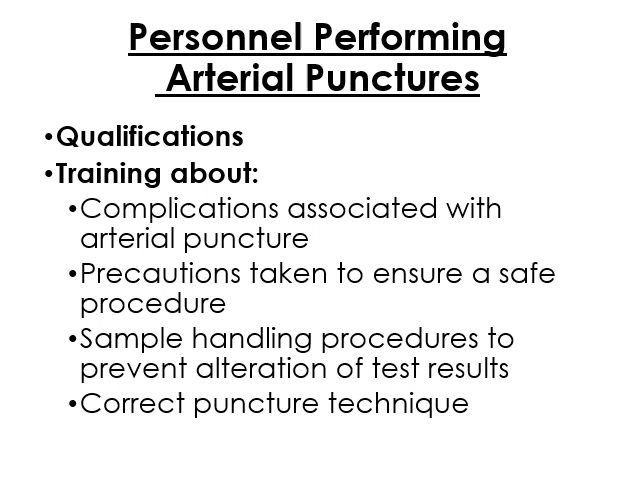 Personnel Performing
Arterial Punctures
•Qualifications
•Training about:
•Complications associated with
arterial puncture
•Precautions taken to ensure a safe
procedure
•Sample handling procedures to
prevent alteration of test results
•Correct puncture technique